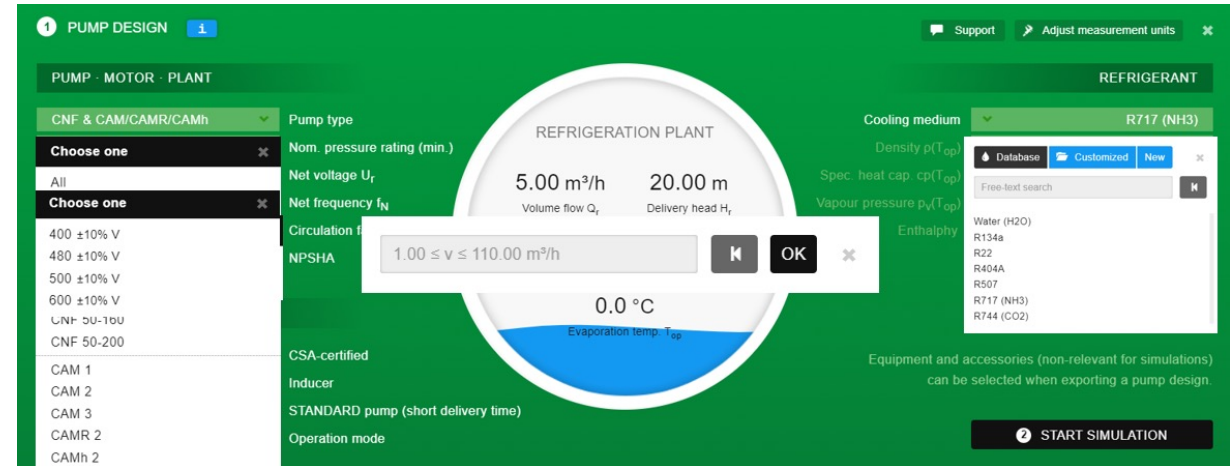 1 PUMP DESIGN i
Support Adjust measurement units
PUMP · MOTOR · PLANT
REFRIGERANT
CNF & CAM/CAMR/CAMh
Choose one
All
Choose one
400 ±10% V
480 ±10% V
500 ±10% V
600 ±10% V
CNF 50-160
CNF 50-200
CAM 1
CAM 2
CAM 3
CAMR 2
CAMh 2
Pump type
Nom. pressure rating (min.)
Net voltage Ur
Net frequency fN
Circulation
NPSHA
CSA-certified
Inducer
STANDARD pump (short delivery time)
Operation mode
REFRIGERATION PLANT
5.00 m³/h 20.00 m
Volume flow Qr Delivery head Hr
1.00 ≤ v ≤ 110.00 m³/h OK
0.0 °C
Evaporation temp. Top
Cooling medium R717 (NH3)
Density ρ(Top)
Spec. heat cap. cp(Top)
Vapour pressure pv(Top)
Enthalphy
Database Customized New
Free-text search
Water (H2O)
R134a
R22
R404A
R507
R717 (NH3)
R744 (CO2)
Equipment and accessories (non-relevant for simulations)
can be selected when exporting a pump design.
2 START SIMULATION